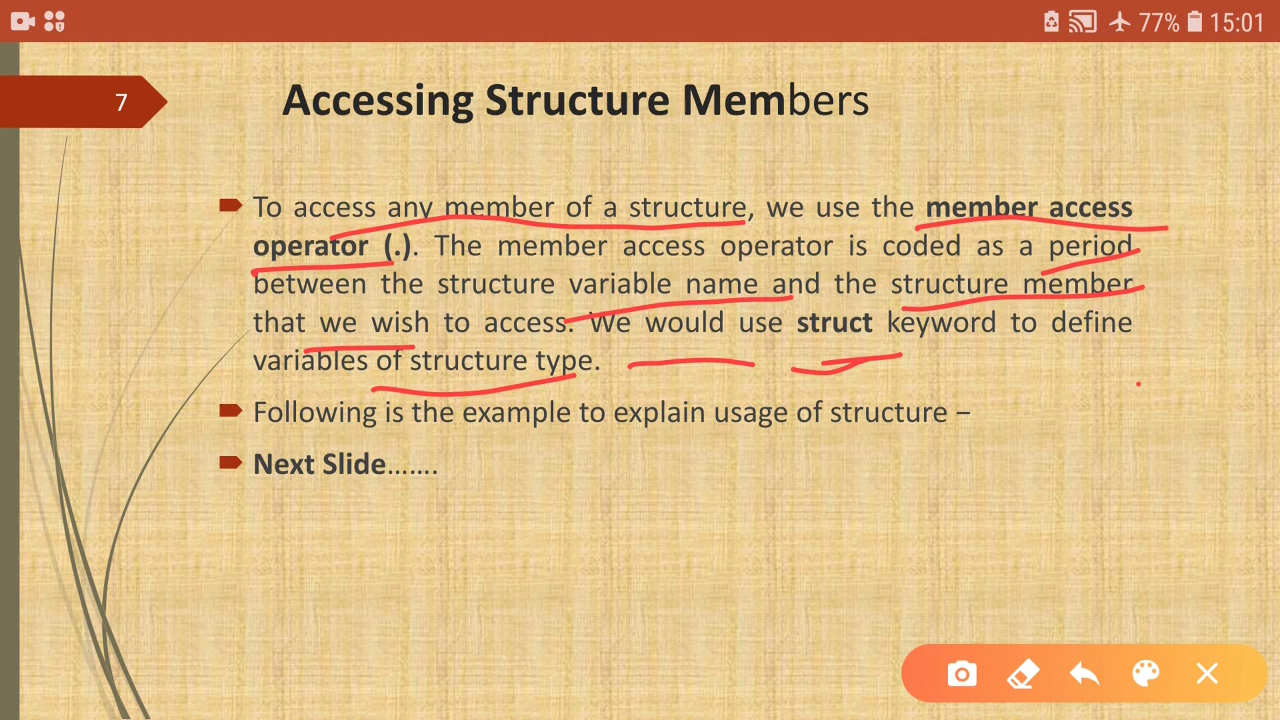 77% 15:01
7
Accessing Structure Members
To access any member of a structure, we use the member access
operator (.). The member access operator is coded as a period
between the structure variable name and the structure member
that we wish to access. We would use struct keyword to define
variables of structure type.
Following is the example to explain usage of structure −
Next Slide…….